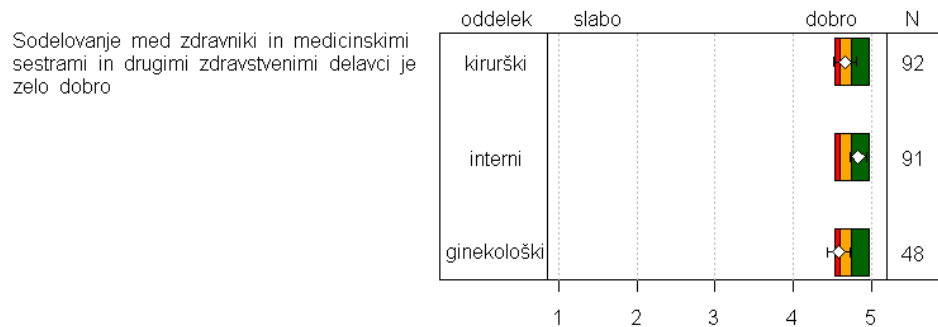 oddelek slabo dobro N
Sodelovanje med zdravniki in medicinskimi
sestrami in drugimi zdravstvenimi delavci je
zelo dobro
kirurški 92
interni 91
ginekološki 48
1 2 3 4 5